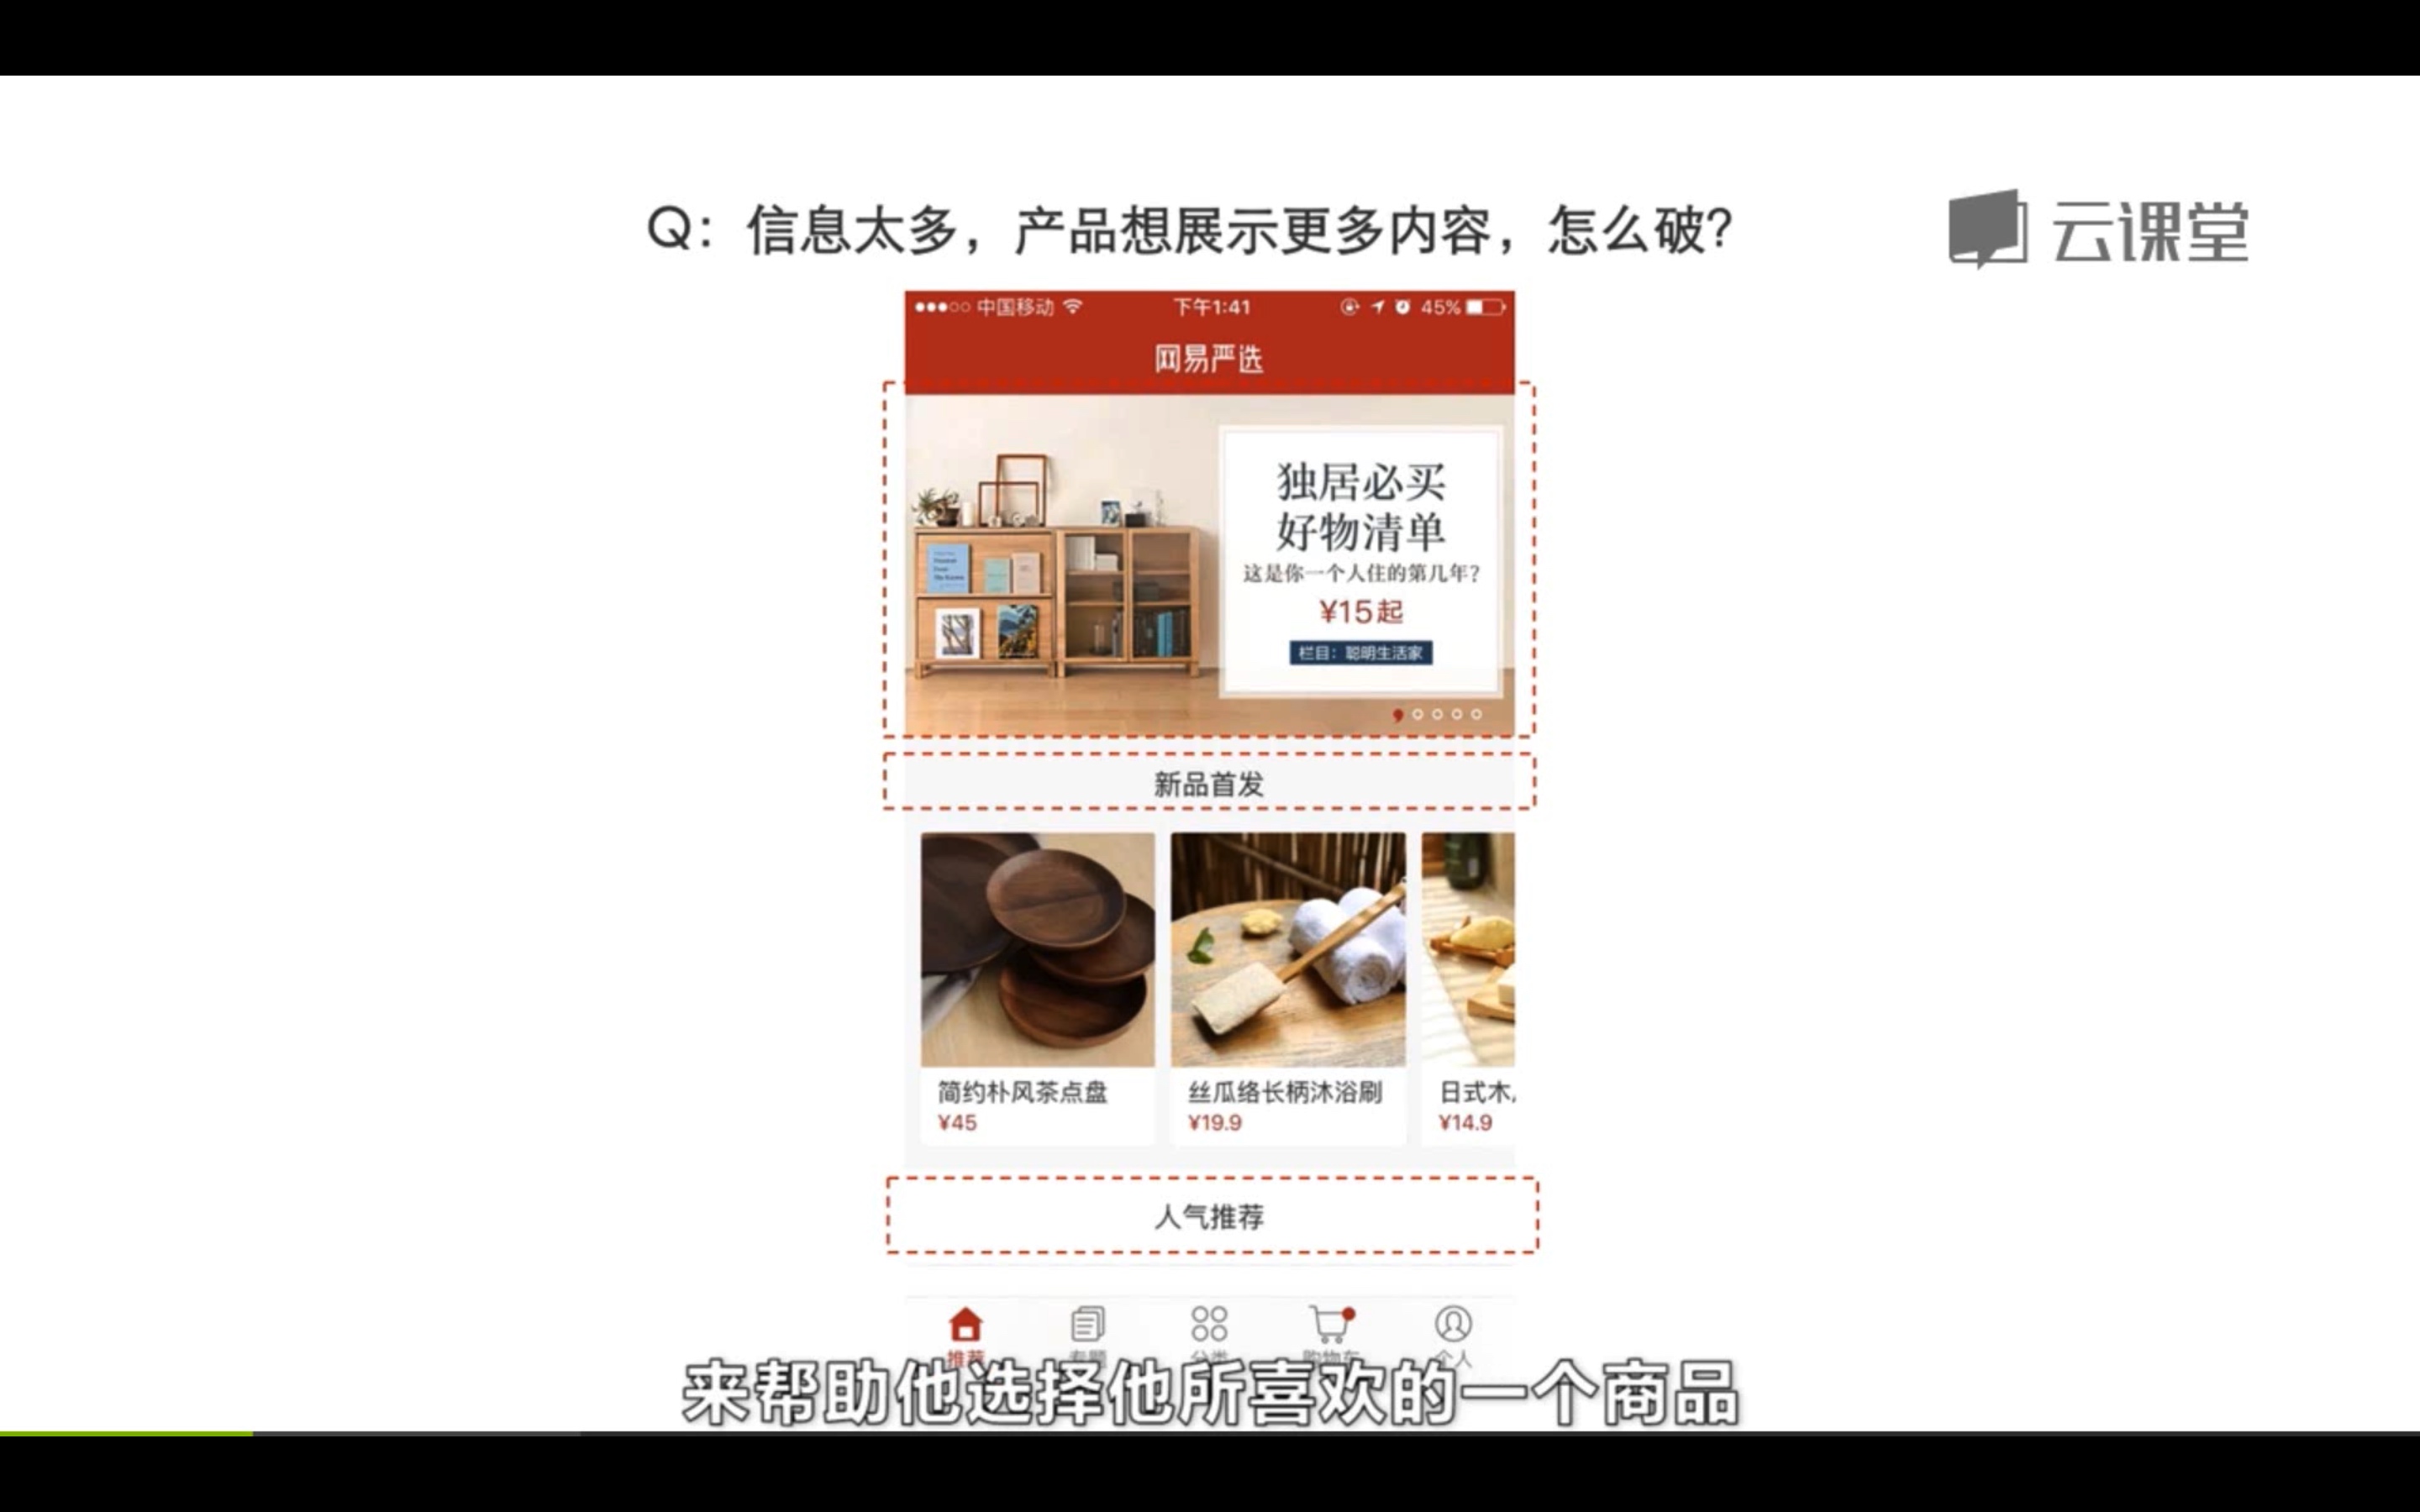 Q：信息太多，产品想展示更多内容，怎么破？
云课堂
中国移动 下午1:41 45%
网易严选
独居必买
好物清单
这是你一个人住的第几年？
¥15起
栏目：聪明生活家
新品首发
简约朴风茶点盘 丝瓜络长柄沐浴刷 日式木
¥45 ¥19.9 ¥14.9
人气推荐
推荐 专题 分类 购物车 个人
来帮助他选择他所喜欢的一个商品